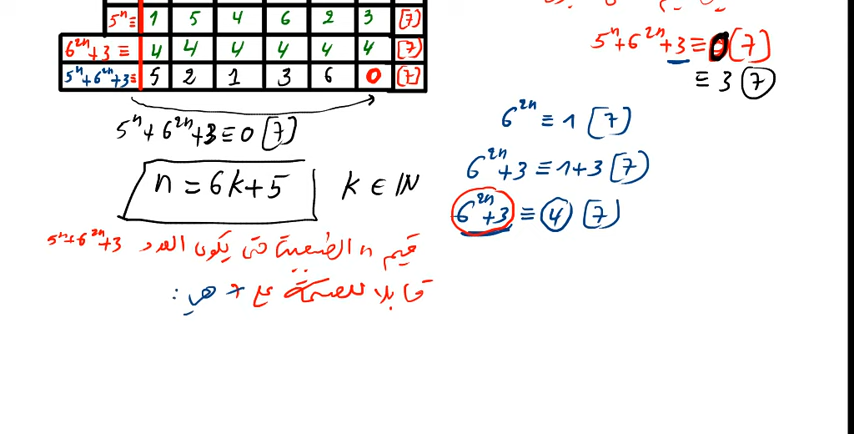 5ⁿ ≡ 1 5 4 6 2 3 [7]
6²ⁿ+3 ≡ 4 4 4 4 4 4 [7]
5ⁿ+6²ⁿ+3 ≡ 5 2 1 3 6 0 [7]
5ⁿ+6²ⁿ+3 ≡ 0 [7]
n = 6k+5 k ∈ ℕ
قيم n الطبيعية حتى يكون العدد 5ⁿ+6²ⁿ+3
قابلا للقسمة على 7 هي :
5ⁿ+6²ⁿ+3 ≡ 0 [7]
≡ 3 [7]
6²ⁿ ≡ 1 [7]
6²ⁿ+3 ≡ 1+3 [7]
6²ⁿ+3 ≡ 4 [7]